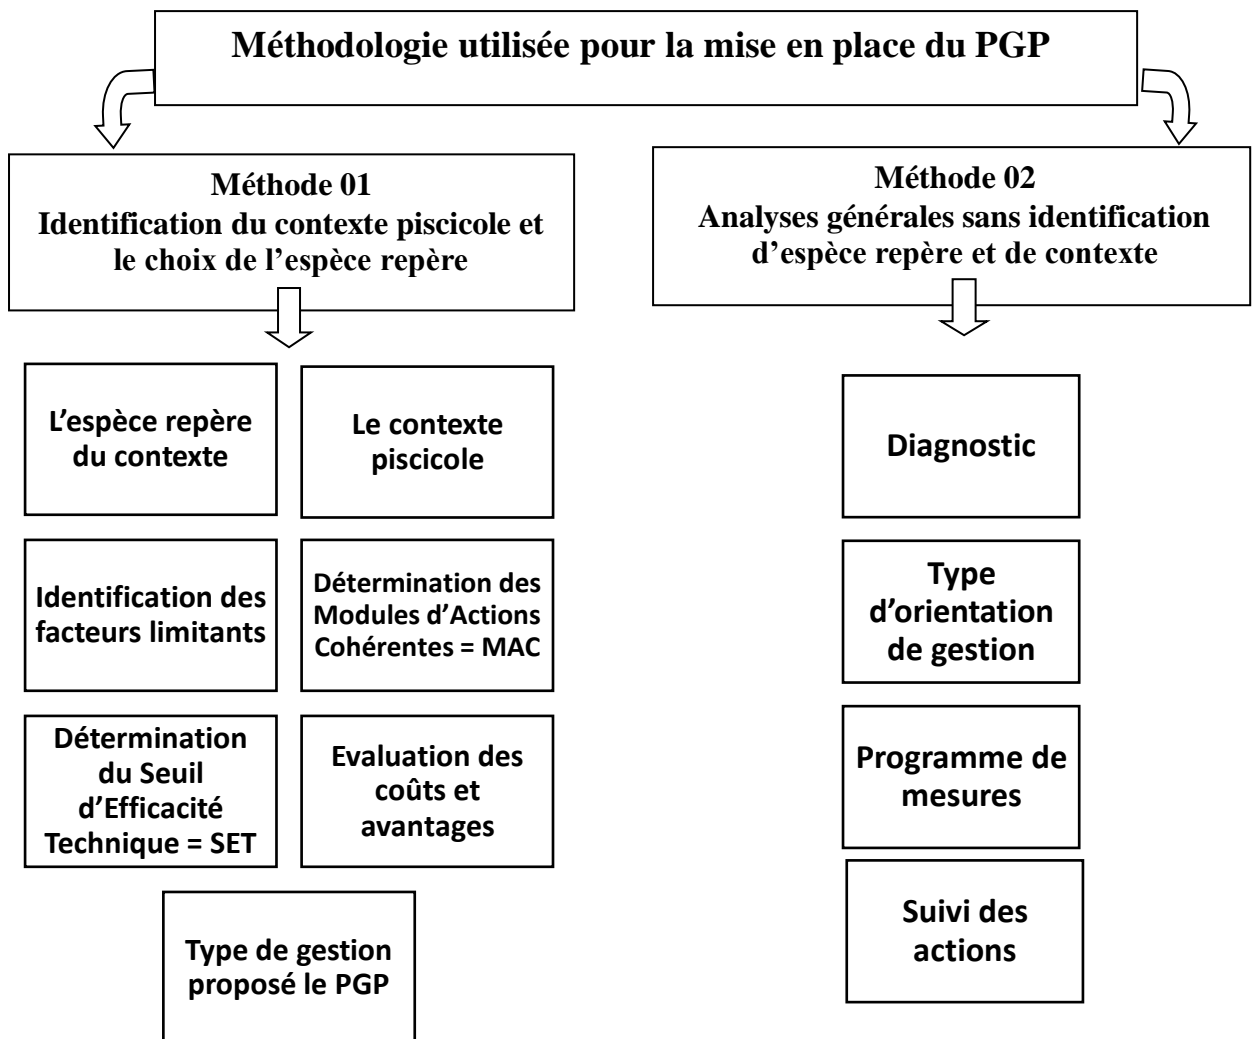 Méthodologie utilisée pour la mise en place du PGP
Méthode 01
Identification du contexte piscicole et
le choix de l'espèce repère
Méthode 02
Analyses générales sans identification
d'espèce repère et de contexte
L'espèce repère
du contexte
Le contexte
piscicole
Identification des
facteurs limitants
Détermination des
Modules d'Actions
Cohérentes = MAC
Détermination
du Seuil
d'Efficacité
Technique = SET
Evaluation des
coûts et
avantages
Type de gestion
proposé le PGP
Diagnostic
Type
d'orientation
de gestion
Programme de
mesures
Suivi des
actions